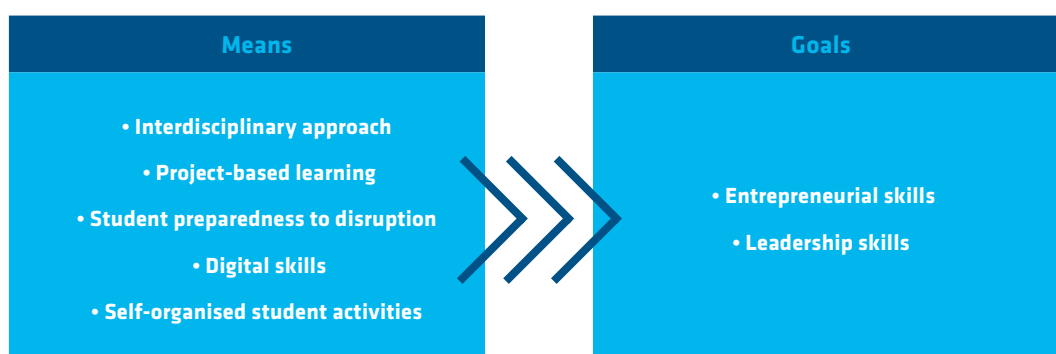 Means
• Interdisciplinary approach
• Project-based learning
• Student preparedness to disruption
• Digital skills
• Self-organised student activities
Goals
• Entrepreneurial skills
• Leadership skills